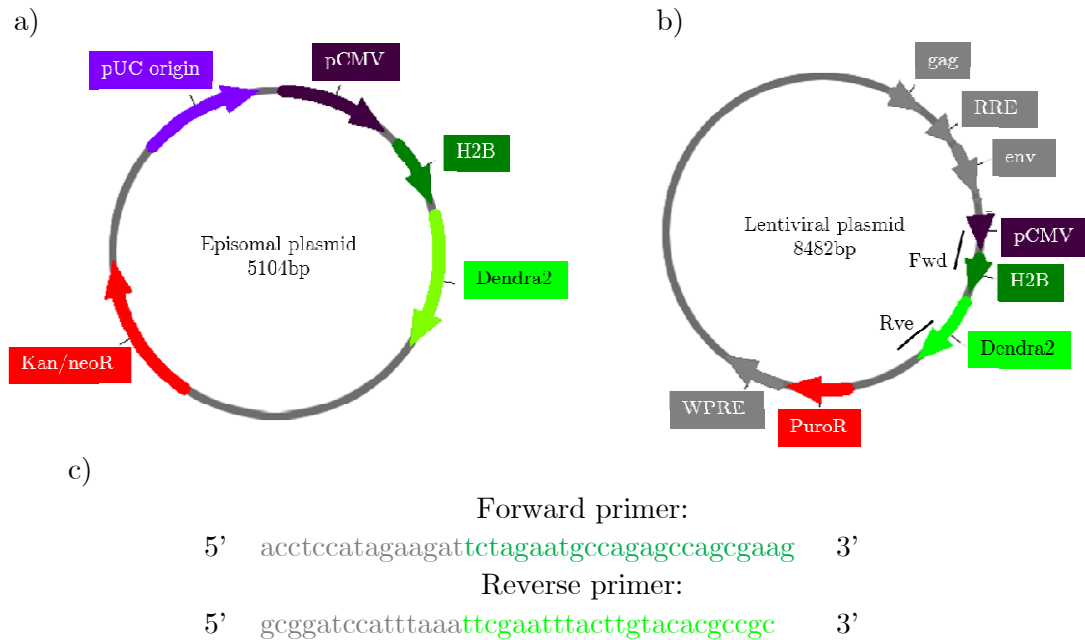 a)
pUC origin
pCMV
H2B
Episomal plasmid
5104bp
Dendra2
Kan/neoR
b)
gag
RRE
env
Lentiviral plasmid
8482bp
pCMV
Fwd
H2B
Rve
Dendra2
WPRE
PuroR
c)
Forward primer:
5' acctccatagaagattctagaatgccagagccagcgaag 3'
Reverse primer:
5' gcggatccatttaaattcgaatttacttgtacacgccgc 3'